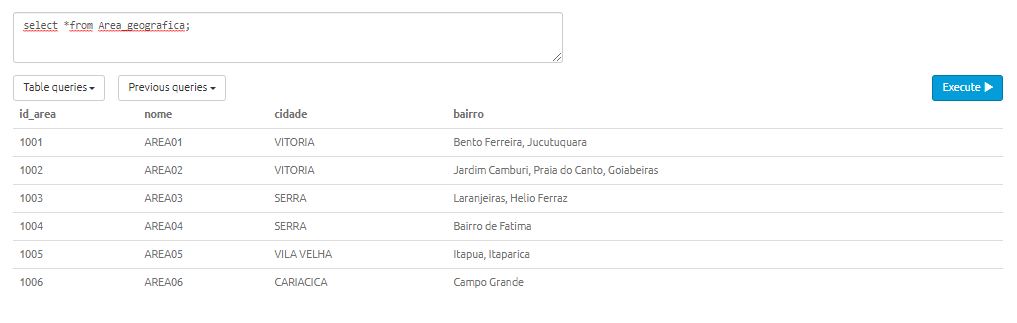 select *from Area_geografica;
Table queries Previous queries Execute
id_area nome cidade bairro
1001 AREA01 VITORIA Bento Ferreira, Jucutuquara
1002 AREA02 VITORIA Jardim Camburi, Praia do Canto, Goiabeiras
1003 AREA03 SERRA Laranjeiras, Helio Ferraz
1004 AREA04 SERRA Bairro de Fatima
1005 AREA05 VILA VELHA Itapua, Itaparica
1006 AREA06 CARIACICA Campo Grande